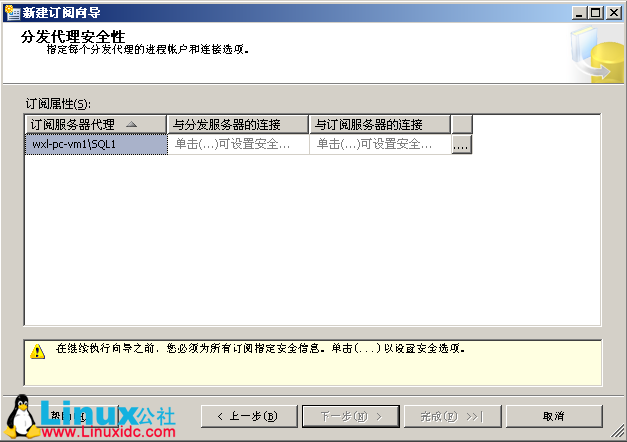 新建订阅向导
分发代理安全性
指定每个分发代理的进程帐户和连接选项。
订阅属性(S):
订阅服务器代理 与分发服务器的连接 与订阅服务器的连接
wxl-pc-vm1\SQL1 单击(...)可设置安全... 单击(...)可设置安全... ....
在继续执行向导之前，您必须为所有订阅指定安全信息。单击(...)以设置安全选项。
Linux公社 < 上一步(B) 下一步(N) > 完成(F) >>| 取消
www.Linuxidc.com